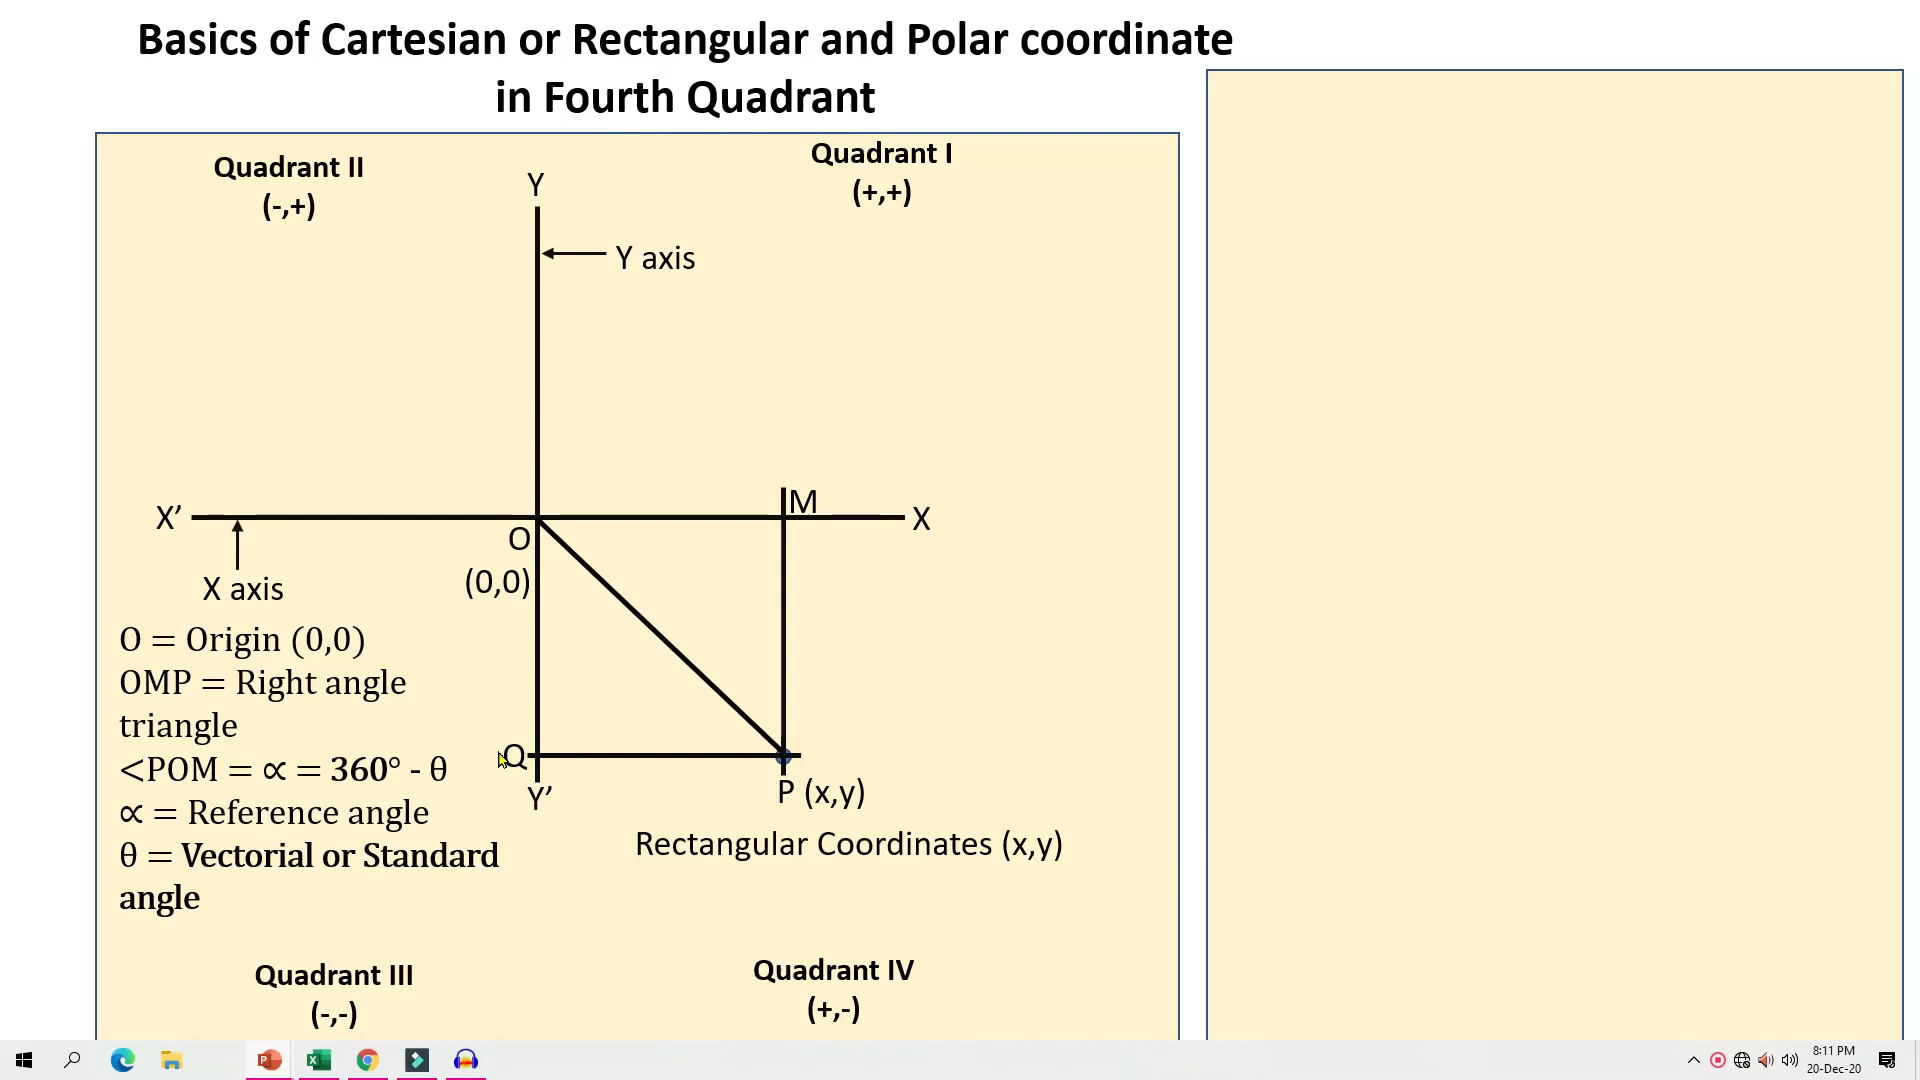 Basics of Cartesian or Rectangular and Polar coordinate
in Fourth Quadrant
Quadrant II
(-,+)
Quadrant I
(+,+)
Y
Y axis
X’
M
X
O
(0,0)
X axis
O = Origin (0,0)
OMP = Right angle
triangle
<POM = ∝ = 360° - θ
∝ = Reference angle
θ = Vectorial or Standard
angle
Q
Y’
P (x,y)
Rectangular Coordinates (x,y)
Quadrant III
(-,-)
Quadrant IV
(+,-)
8:11 PM
20-Dec-20